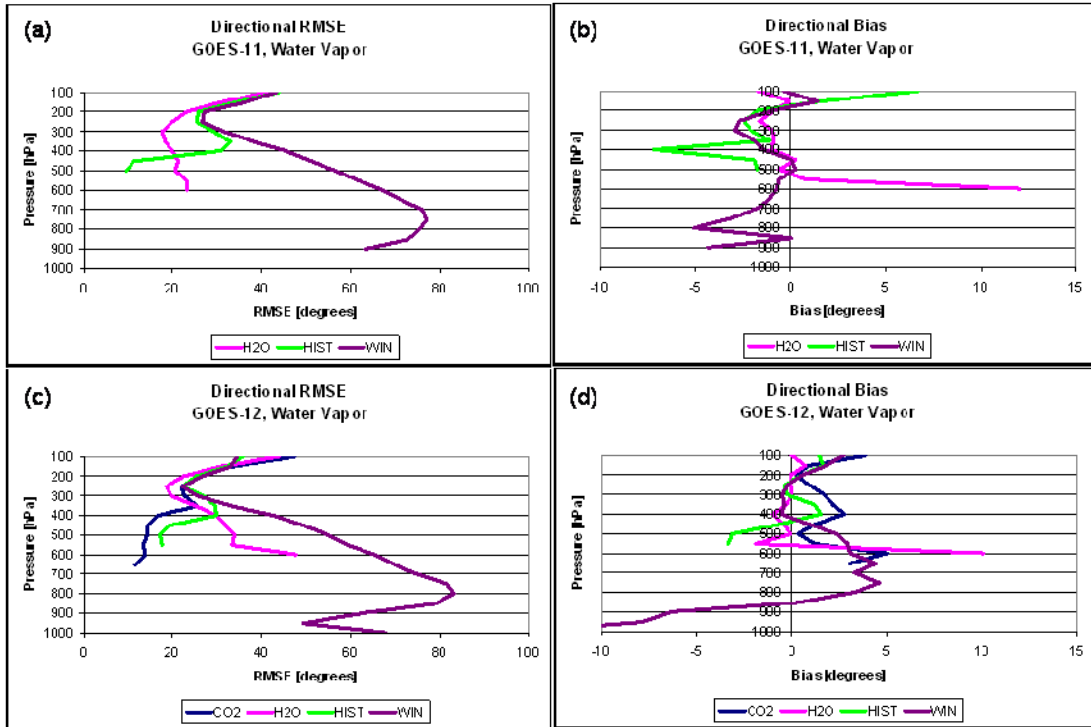 (a)
Directional RMSE
GOES-11, Water Vapor
Pressure [hPa]
100
200
300
400
500
600
700
800
900
1000
0
20
40
60
80
100
RMSE [degrees]
H2O
HIST
WIN
(b)
Directional Bias
GOES-11, Water Vapor
Pressure [hPa]
100
200
300
400
500
600
700
800
900
1000
-10
-5
0
5
10
15
Bias [degrees]
H2O
HIST
WIN
(c)
Directional RMSE
GOES-12, Water Vapor
Pressure [hPa]
100
200
300
400
500
600
700
800
900
1000
0
20
40
60
80
100
RMSE [degrees]
CO2
H2O
HIST
WIN
(d)
Directional Bias
GOES-12, Water Vapor
Pressure [hPa]
100
200
300
400
500
600
700
800
900
1000
-10
-5
0
5
10
15
Bias [degrees]
CO2
H2O
HIST
WIN